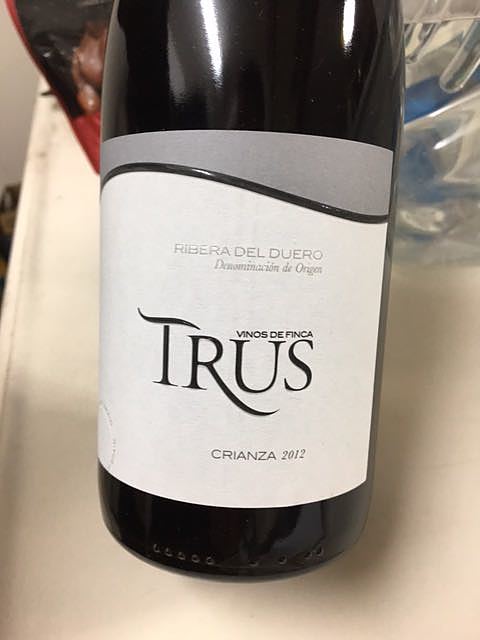 RIBERA DEL DUERO
Denominación de Origen
VINOS DE FINCA
TRUS
CRIANZA 2012